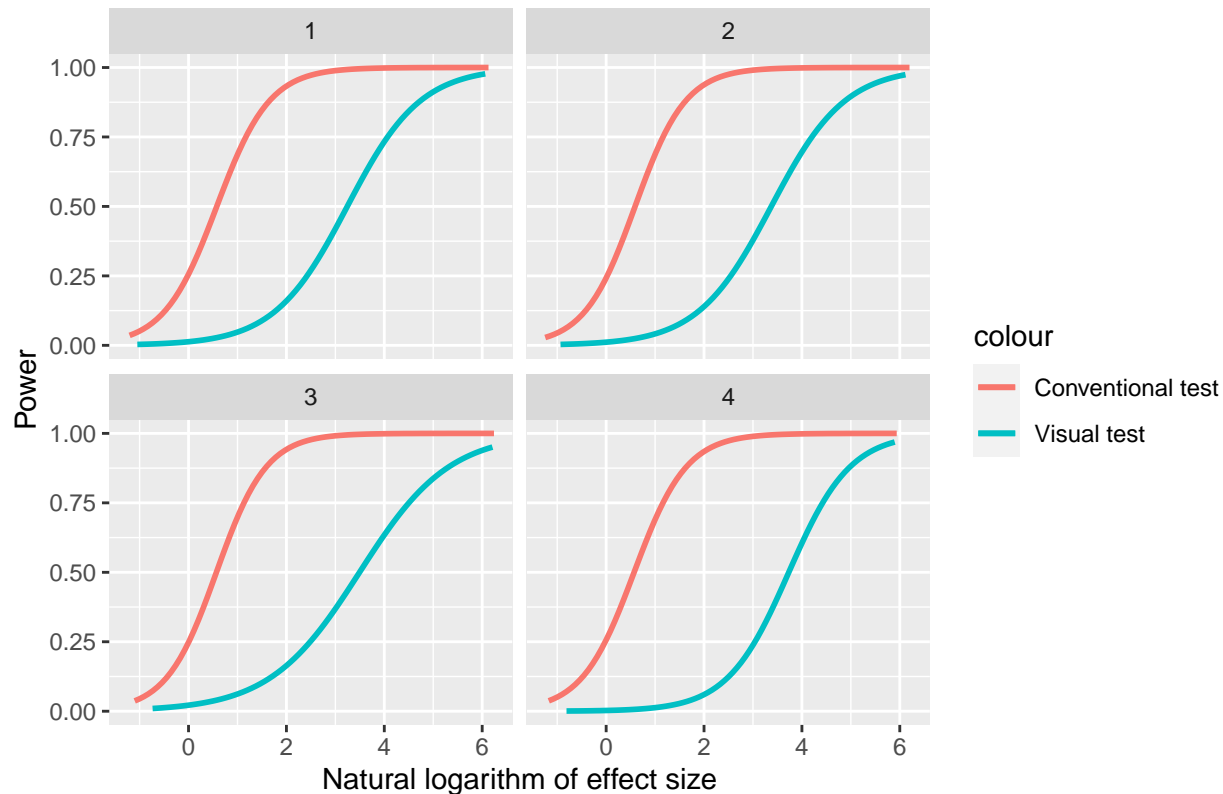 1
2
1.00
0.75
0.50
0.25
0.00
3
4
1.00
0.75
0.50
0.25
0.00
0 2 4 6
0 2 4 6
Power
Natural logarithm of effect size
colour
Conventional test
Visual test